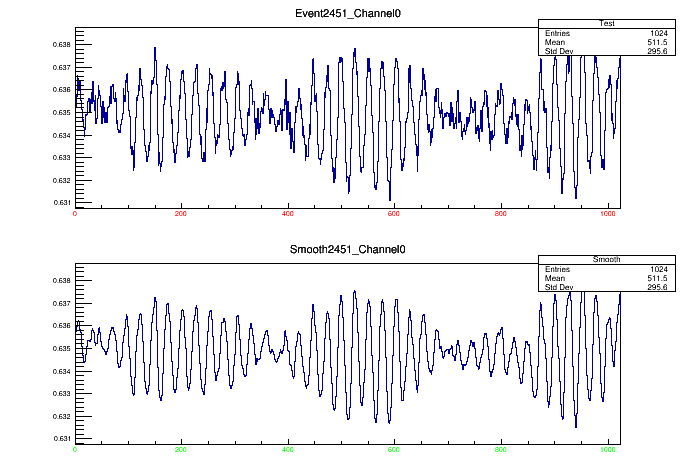 Event2451_Channel0
Test
Entries 1024
Mean 511.5
Std Dev 295.6
0.638
0.637
0.636
0.635
0.634
0.633
0.632
0.631
0 200 400 600 800 1000
Smooth2451_Channel0
Smooth
Entries 1024
Mean 511.5
Std Dev 295.6
0.638
0.637
0.636
0.635
0.634
0.633
0.632
0.631
0 200 400 600 800 1000